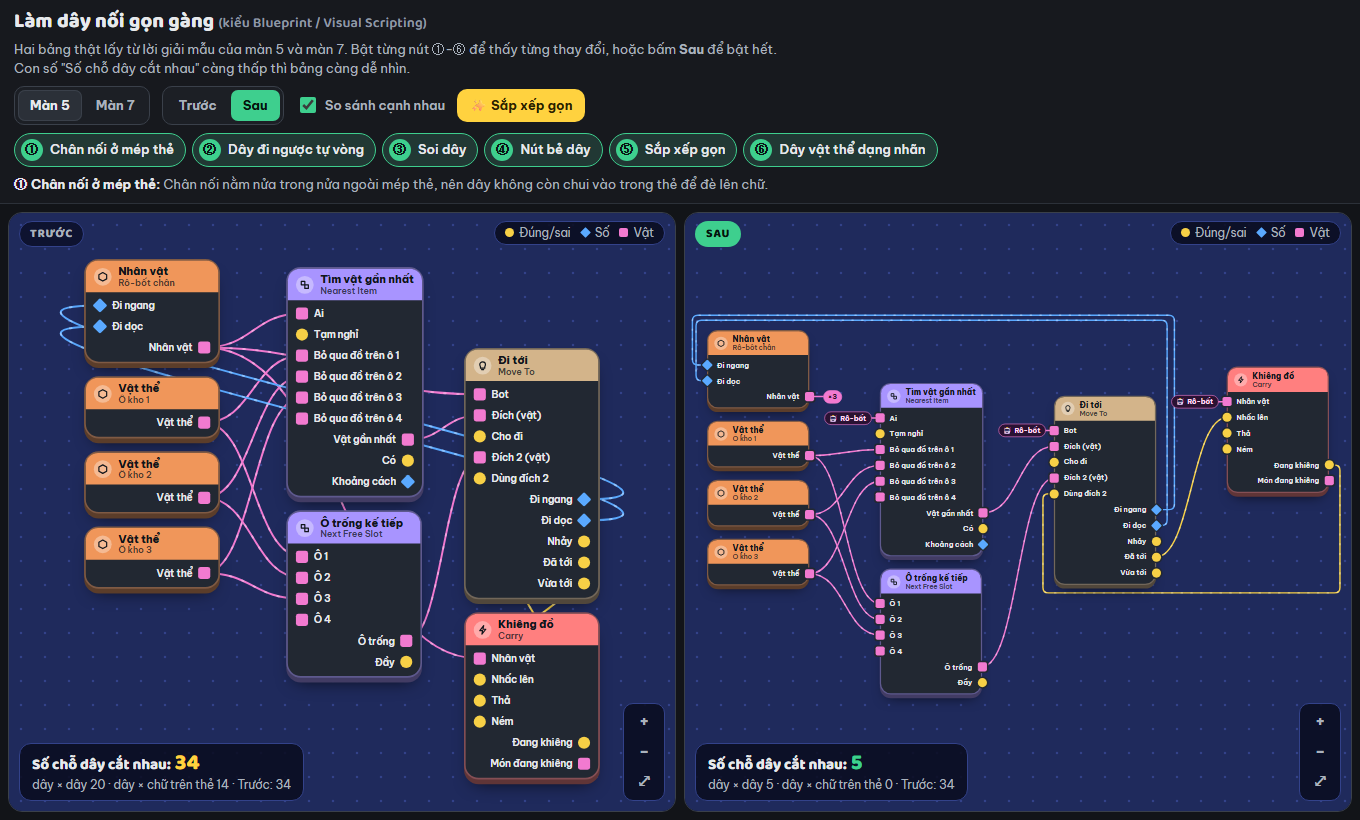 Làm dây nối gọn gàng (kiểu Blueprint / Visual Scripting)
Hai bảng thật lấy từ lời giải mẫu của màn 5 và màn 7. Bật từng nút ①–⑥ để thấy từng thay đổi, hoặc bấm Sau để bật hết.
Con số "Số chỗ dây cắt nhau" càng thấp thì bảng càng dễ nhìn.
Màn 5 Màn 7 Trước Sau So sánh cạnh nhau ✨ Sắp xếp gọn
① Chân nối ở mép thẻ ② Dây đi ngược tự vòng ③ Soi dây ④ Nút bẻ dây ⑤ Sắp xếp gọn ⑥ Dây vật thể dạng nhãn
① Chân nối ở mép thẻ: Chân nối nằm nửa trong nửa ngoài mép thẻ, nên dây không còn chui vào trong thẻ để đè lên chữ.
TRƯỚC
Đúng/sai Số Vật
Nhân vật
Rô-bốt chân
Đi ngang
Đi dọc
Nhân vật
Vật thể
Ô kho 1
Vật thể
Vật thể
Ô kho 2
Vật thể
Vật thể
Ô kho 3
Vật thể
Tìm vật gần nhất
Nearest Item
Ai
Tạm nghỉ
Bỏ qua đồ trên ô 1
Bỏ qua đồ trên ô 2
Bỏ qua đồ trên ô 3
Bỏ qua đồ trên ô 4
Vật gần nhất
Có
Khoảng cách
Ô trống kế tiếp
Next Free Slot
Ô 1
Ô 2
Ô 3
Ô 4
Ô trống
Đầy
Đi tới
Move To
Bot
Đích (vật)
Cho đi
Đích 2 (vật)
Dùng đích 2
Đi ngang
Đi dọc
Nhảy
Đã tới
Vừa tới
Khiêng đồ
Carry
Nhân vật
Nhấc lên
Thả
Ném
Đang khiêng
Món đang khiêng
Số chỗ dây cắt nhau: 34
dây × dây 20 · dây × chữ trên thẻ 14 · Trước: 34
+
−
⤢
SAU
Đúng/sai Số Vật
Nhân vật
Rô-bốt chân
Đi ngang
Đi dọc
Nhân vật
•3
Vật thể
Ô kho 1
Vật thể
Vật thể
Ô kho 2
Vật thể
Vật thể
Ô kho 3
Vật thể
Tìm vật gần nhất
Nearest Item
Rô-bốt
Ai
Tạm nghỉ
Bỏ qua đồ trên ô 1
Bỏ qua đồ trên ô 2
Bỏ qua đồ trên ô 3
Bỏ qua đồ trên ô 4
Vật gần nhất
Có
Khoảng cách
Ô trống kế tiếp
Next Free Slot
Ô 1
Ô 2
Ô 3
Ô 4
Ô trống
Đầy
Đi tới
Move To
Rô-bốt
Bot
Đích (vật)
Cho đi
Đích 2 (vật)
Dùng đích 2
Đi ngang
Đi dọc
Nhảy
Đã tới
Vừa tới
Khiêng đồ
Carry
Rô-bốt
Nhân vật
Nhấc lên
Thả
Ném
Đang khiêng
Món đang khiêng
Số chỗ dây cắt nhau: 5
dây × dây 5 · dây × chữ trên thẻ 0 · Trước: 34
+
−
⤢